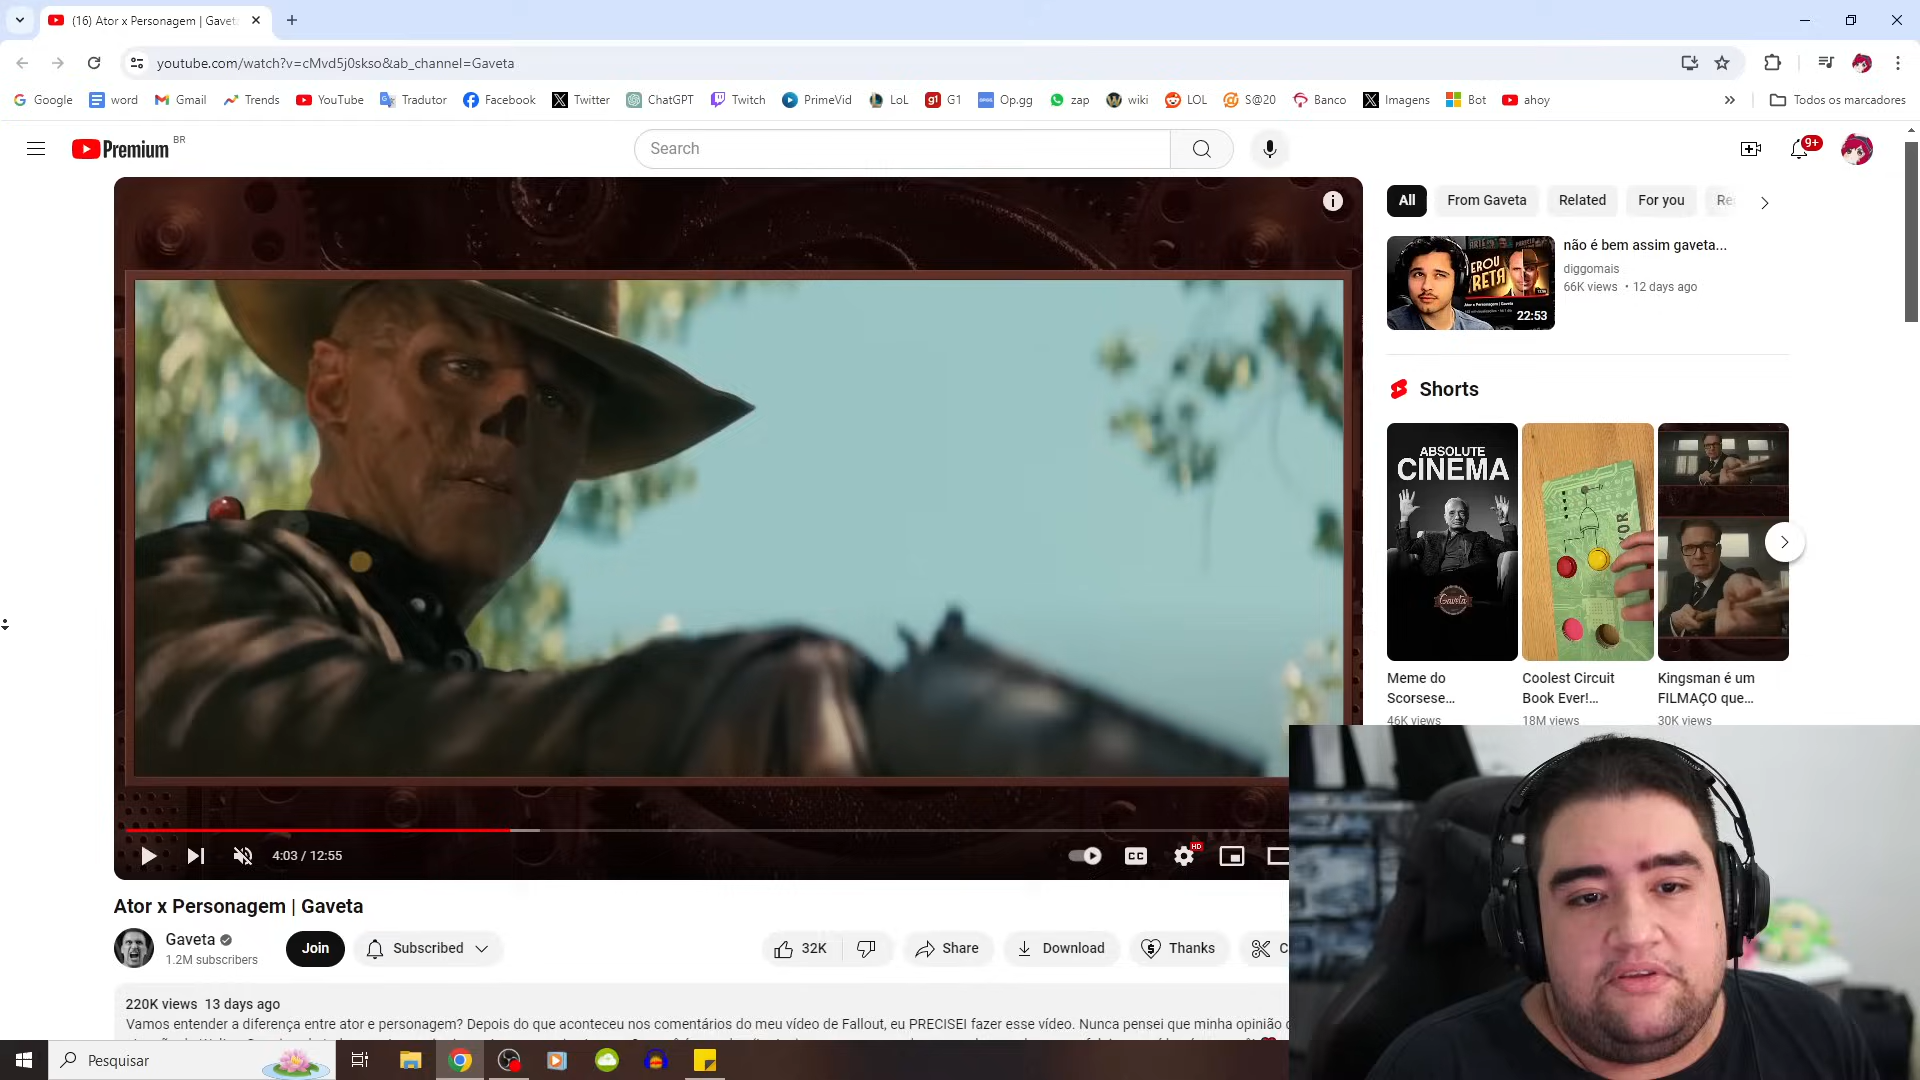 (16) Ator x Personagem | Gavet
youtube.com/watch?v=cMvd5j0skso&ab_channel=Gaveta
Google word Gmail Trends YouTube Tradutor Facebook Twitter ChatGPT Twitch PrimeVid LoL G1 Op.gg zap wiki LOL S@20 Banco Imagens Bot ahoy Todos os marcadores
Premium BR
Search
9+
All From Gaveta Related For you Re
não é bem assim gaveta...
diggomais
66K views • 12 days ago
22:53
Shorts
ABSOLUTE
CINEMA
Gaveta
Meme do
Scorsese…
46K views
Coolest Circuit
Book Ever!…
18M views
Kingsman é um
FILMAÇO que…
30K views
4:03 / 12:55
CC
HD
Ator x Personagem | Gaveta
Gaveta
1.2M subscribers
Join
Subscribed
32K
Share
Download
Thanks
C
220K views 13 days ago
Vamos entender a diferença entre ator e personagem? Depois do que aconteceu nos comentários do meu vídeo de Fallout, eu PRECISEI fazer esse vídeo. Nunca pensei que minha opinião
Pesquisar